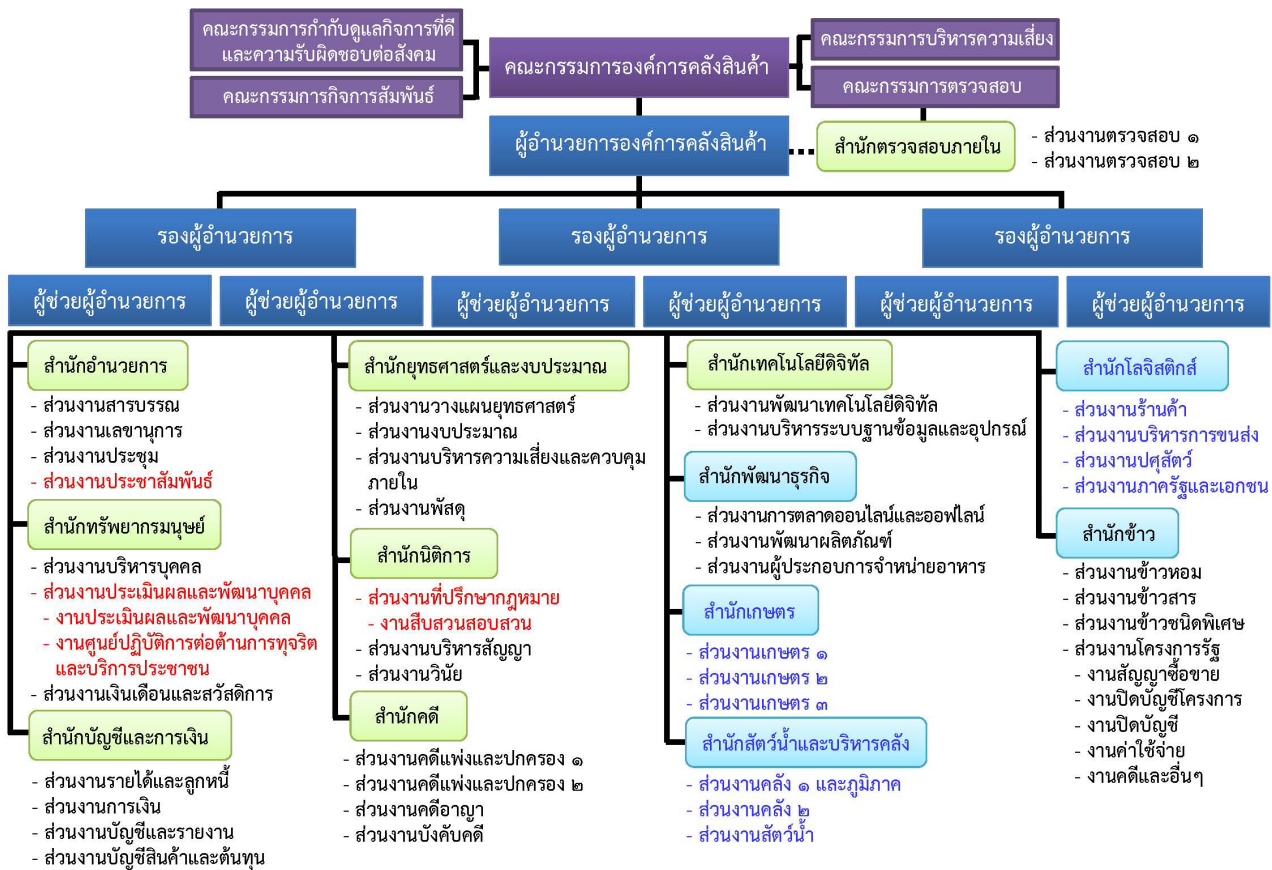 คณะกรรมการกำกับดูแลกิจการที่ดี
และความรับผิดชอบต่อสังคม
คณะกรรมการกิจการสัมพันธ์
คณะกรรมการองค์การคลังสินค้า
คณะกรรมการบริหารความเสี่ยง
คณะกรรมการตรวจสอบ
ผู้อำนวยการองค์การคลังสินค้า
สำนักตรวจสอบภายใน
- ส่วนงานตรวจสอบ ๑
- ส่วนงานตรวจสอบ ๒
รองผู้อำนวยการ
รองผู้อำนวยการ
รองผู้อำนวยการ
ผู้ช่วยผู้อำนวยการ
ผู้ช่วยผู้อำนวยการ
ผู้ช่วยผู้อำนวยการ
ผู้ช่วยผู้อำนวยการ
ผู้ช่วยผู้อำนวยการ
ผู้ช่วยผู้อำนวยการ
สำนักอำนวยการ
- ส่วนงานสารบรรณ
- ส่วนงานเลขานุการ
- ส่วนงานประชุม
- ส่วนงานประชาสัมพันธ์
สำนักทรัพยากรมนุษย์
- ส่วนงานบริหารบุคคล
- ส่วนงานประเมินผลและพัฒนาบุคคล
- งานประเมินผลและพัฒนาบุคคล
- งานศูนย์ปฏิบัติการต่อต้านการทุจริต
และบริการประชาชน
- ส่วนงานเงินเดือนและสวัสดิการ
สำนักบัญชีและการเงิน
- ส่วนงานรายได้และลูกหนี้
- ส่วนงานการเงิน
- ส่วนงานบัญชีและรายงาน
- ส่วนงานบัญชีสินค้าและต้นทุน
สำนักยุทธศาสตร์และงบประมาณ
- ส่วนงานวางแผนยุทธศาสตร์
- ส่วนงานงบประมาณ
- ส่วนงานบริหารความเสี่ยงและควบคุม
ภายใน
- ส่วนงานพัสดุ
สำนักนิติการ
- ส่วนงานที่ปรึกษากฎหมาย
- งานสืบสวนสอบสวน
- ส่วนงานบริหารสัญญา
- ส่วนงานวินัย
สำนักคดี
- ส่วนงานคดีแพ่งและปกครอง ๑
- ส่วนงานคดีแพ่งและปกครอง ๒
- ส่วนงานคดีอาญา
- ส่วนงานบังคับคดี
สำนักเทคโนโลยีดิจิทัล
- ส่วนงานพัฒนาเทคโนโลยีดิจิทัล
- ส่วนงานบริหารระบบฐานข้อมูลและอุปกรณ์
สำนักพัฒนาธุรกิจ
- ส่วนงานการตลาดออนไลน์และออฟไลน์
- ส่วนงานพัฒนาผลิตภัณฑ์
- ส่วนงานผู้ประกอบการจำหน่ายอาหาร
สำนักเกษตร
- ส่วนงานเกษตร ๑
- ส่วนงานเกษตร ๒
- ส่วนงานเกษตร ๓
สำนักสัตว์น้ำและบริหารคลัง
- ส่วนงานคลัง ๑ และภูมิภาค
- ส่วนงานคลัง ๒
- ส่วนงานสัตว์น้ำ
สำนักโลจิสติกส์
- ส่วนงานร้านค้า
- ส่วนงานบริหารการขนส่ง
- ส่วนงานปศุสัตว์
- ส่วนงานภาครัฐและเอกชน
สำนักข้าว
- ส่วนงานข้าวหอม
- ส่วนงานข้าวสาร
- ส่วนงานข้าวชนิดพิเศษ
- ส่วนงานโครงการรัฐ
- งานสัญญาซื้อขาย
- งานปิดบัญชีโครงการ
- งานปิดบัญชี
- งานค่าใช้จ่าย
- งานคดีและอื่นๆ